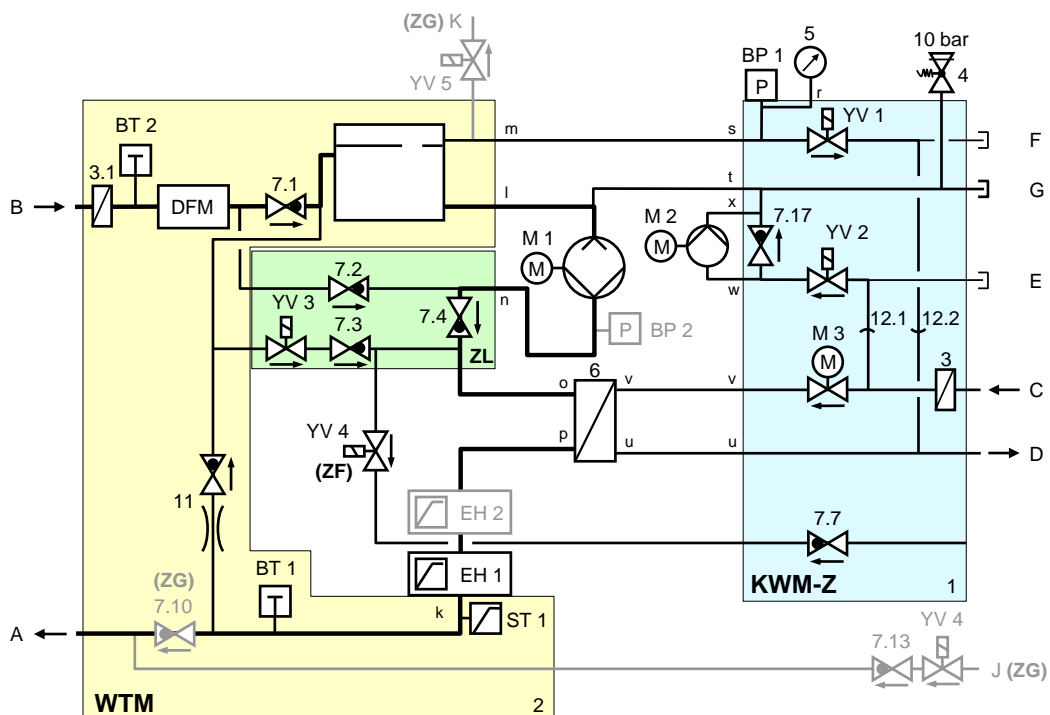 (ZG) K
YV 5
5
10 bar
BP 1
P
r
4
BT 2
YV 1
m
s
F
3.1
7.1
t
G
B
DFM
l
x
M 2
7.17
M 1
M
YV 2
M
7.2
w
E
YV 3
n
7.4
12.1
12.2
7.3
P
BP 2
M 3
M
ZL
6
3
o
v
v
C
YV 4
(ZF)
p
u
u
D
11
EH 2
7.7
BT 1
EH 1
(ZG)
7.10
KWM-Z
1
k
ST 1
A
YV 4
7.13
J (ZG)
WTM
2